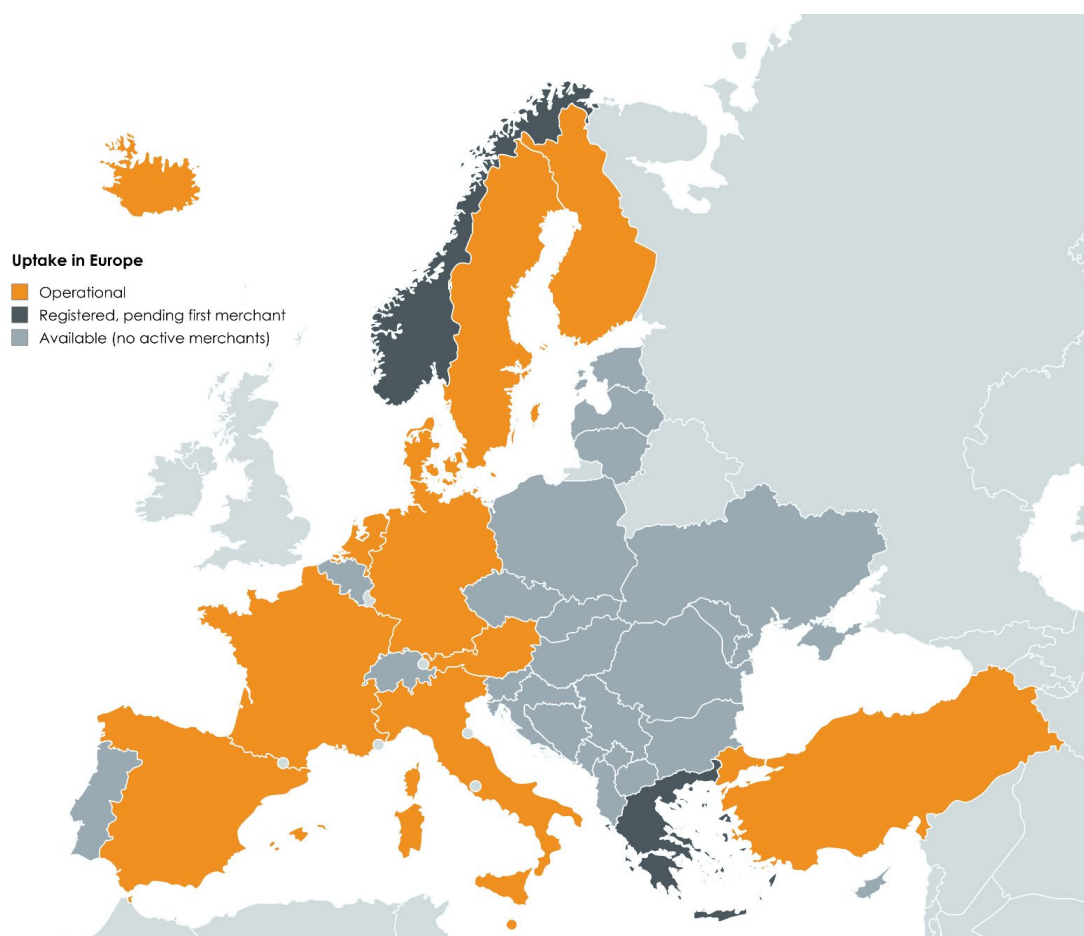 Uptake in Europe
Operational
Registered, pending first merchant
Available (no active merchants)